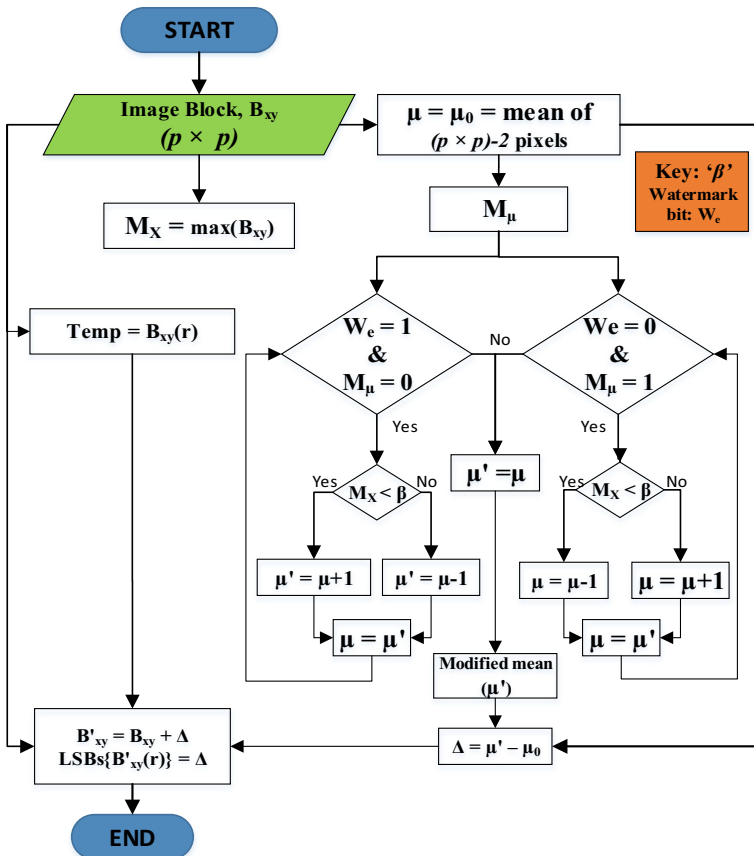 START
Image Block, Bxy
(p × p)
μ = μ0 = mean of
(p × p)-2 pixels
Key: ‘β’
Watermark
bit: We
MX = max(Bxy)
Mμ
Temp = Bxy(r)
We = 1
&
Mμ = 0
No
We = 0
&
Mμ = 1
Yes
Yes
μ' =μ
Yes
MX < β
No
Yes
MX < β
No
μ' = μ+1
μ' = μ-1
μ = μ-1
μ = μ+1
μ = μ'
μ = μ'
Modified mean
(μ')
B'xy = Bxy + Δ
LSBs{B'xy(r)} = Δ
Δ = μ' – μ0
END